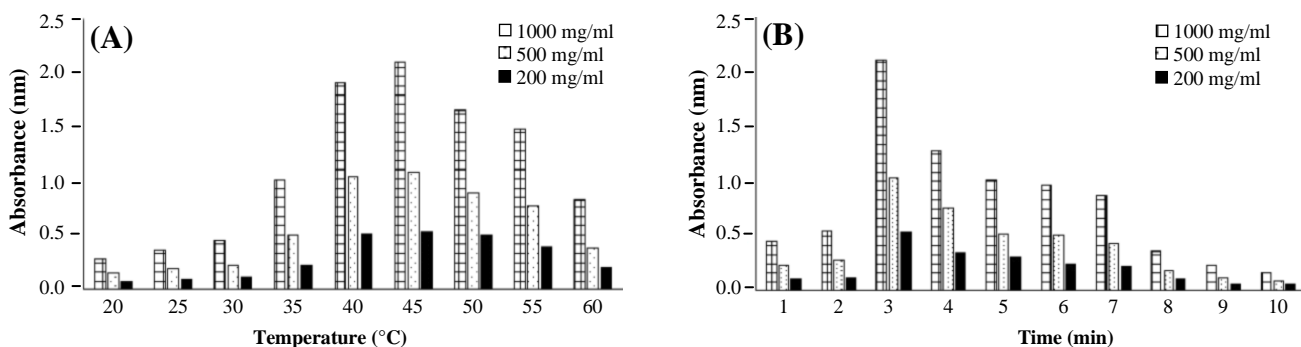 (A)
2.5
2.0
1.5
1.0
0.5
0.0
Absorbance (nm)
1000 mg/ml
500 mg/ml
200 mg/ml
20 25 30 35 40 45 50 55 60
Temperature (°C)
(B)
2.5
2.0
1.5
1.0
0.5
0.0
Absorbance (nm)
1000 mg/ml
500 mg/ml
200 mg/ml
1 2 3 4 5 6 7 8 9 10
Time (min)